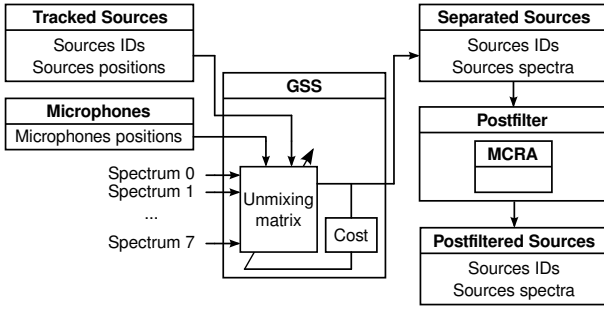 Tracked Sources
Sources IDs
Sources positions
Microphones
Microphones positions
Spectrum 0
Spectrum 1
...
Spectrum 7
GSS
Unmixing
matrix
Cost
Separated Sources
Sources IDs
Sources spectra
Postfilter
MCRA
Postfiltered Sources
Sources IDs
Sources spectra